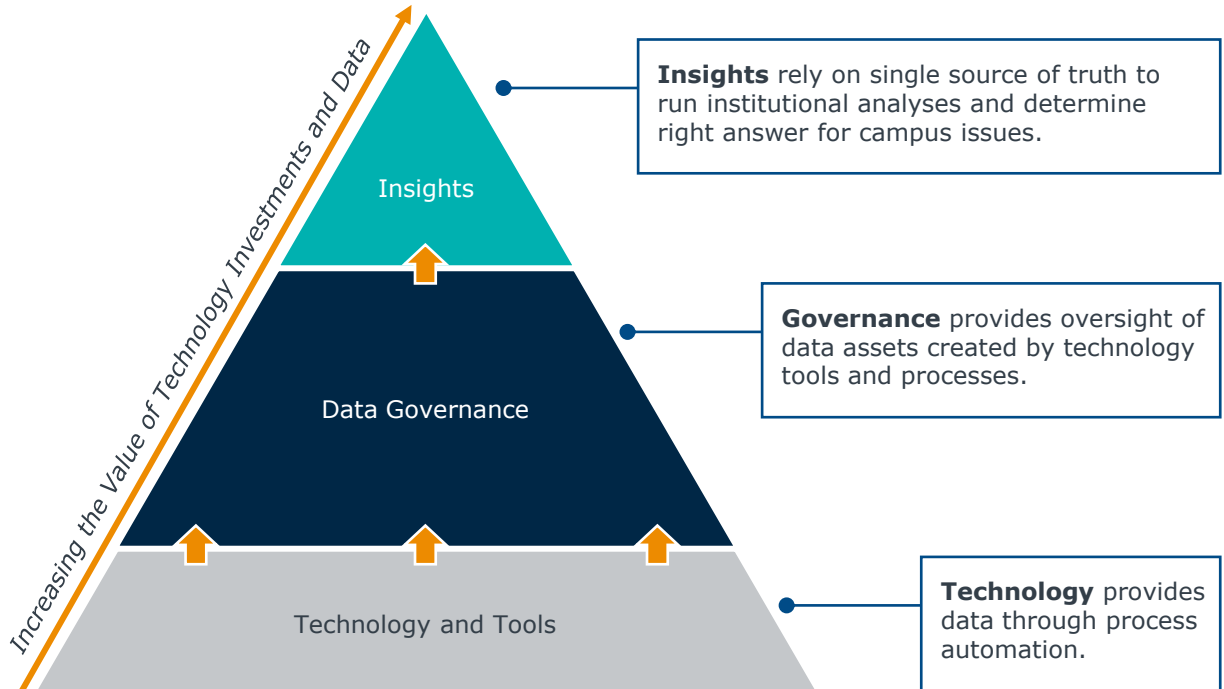 Increasing the Value of Technology Investments and Data
Insights rely on single source of truth to
run institutional analyses and determine
right answer for campus issues.
Insights
Governance provides oversight of
data assets created by technology
tools and processes.
Data Governance
Technology provides
data through process
automation.
Technology and Tools